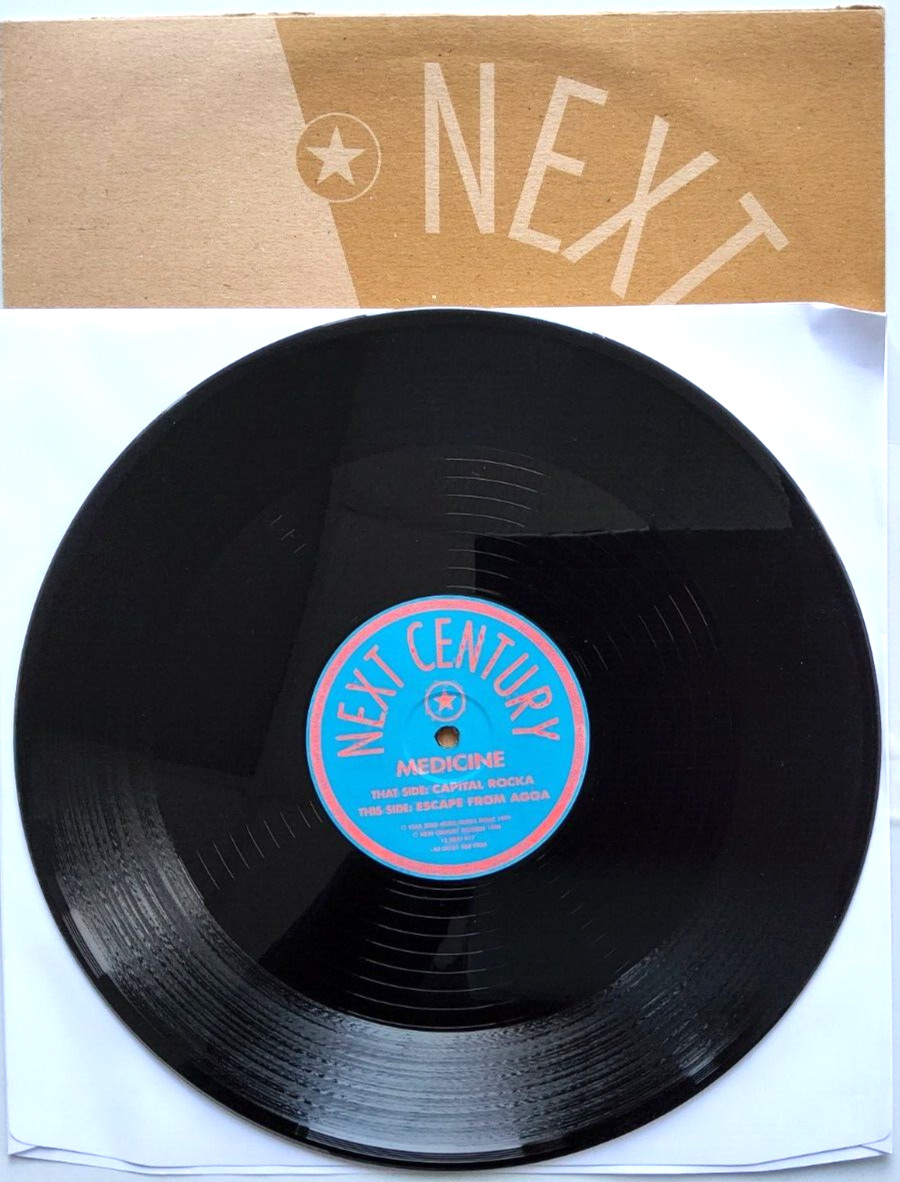 NEXT
NEXT CENTURY
MEDICINE
THAT SIDE: CAPITAL ROCKA
THIS SIDE: ESCAPE FROM AGGA